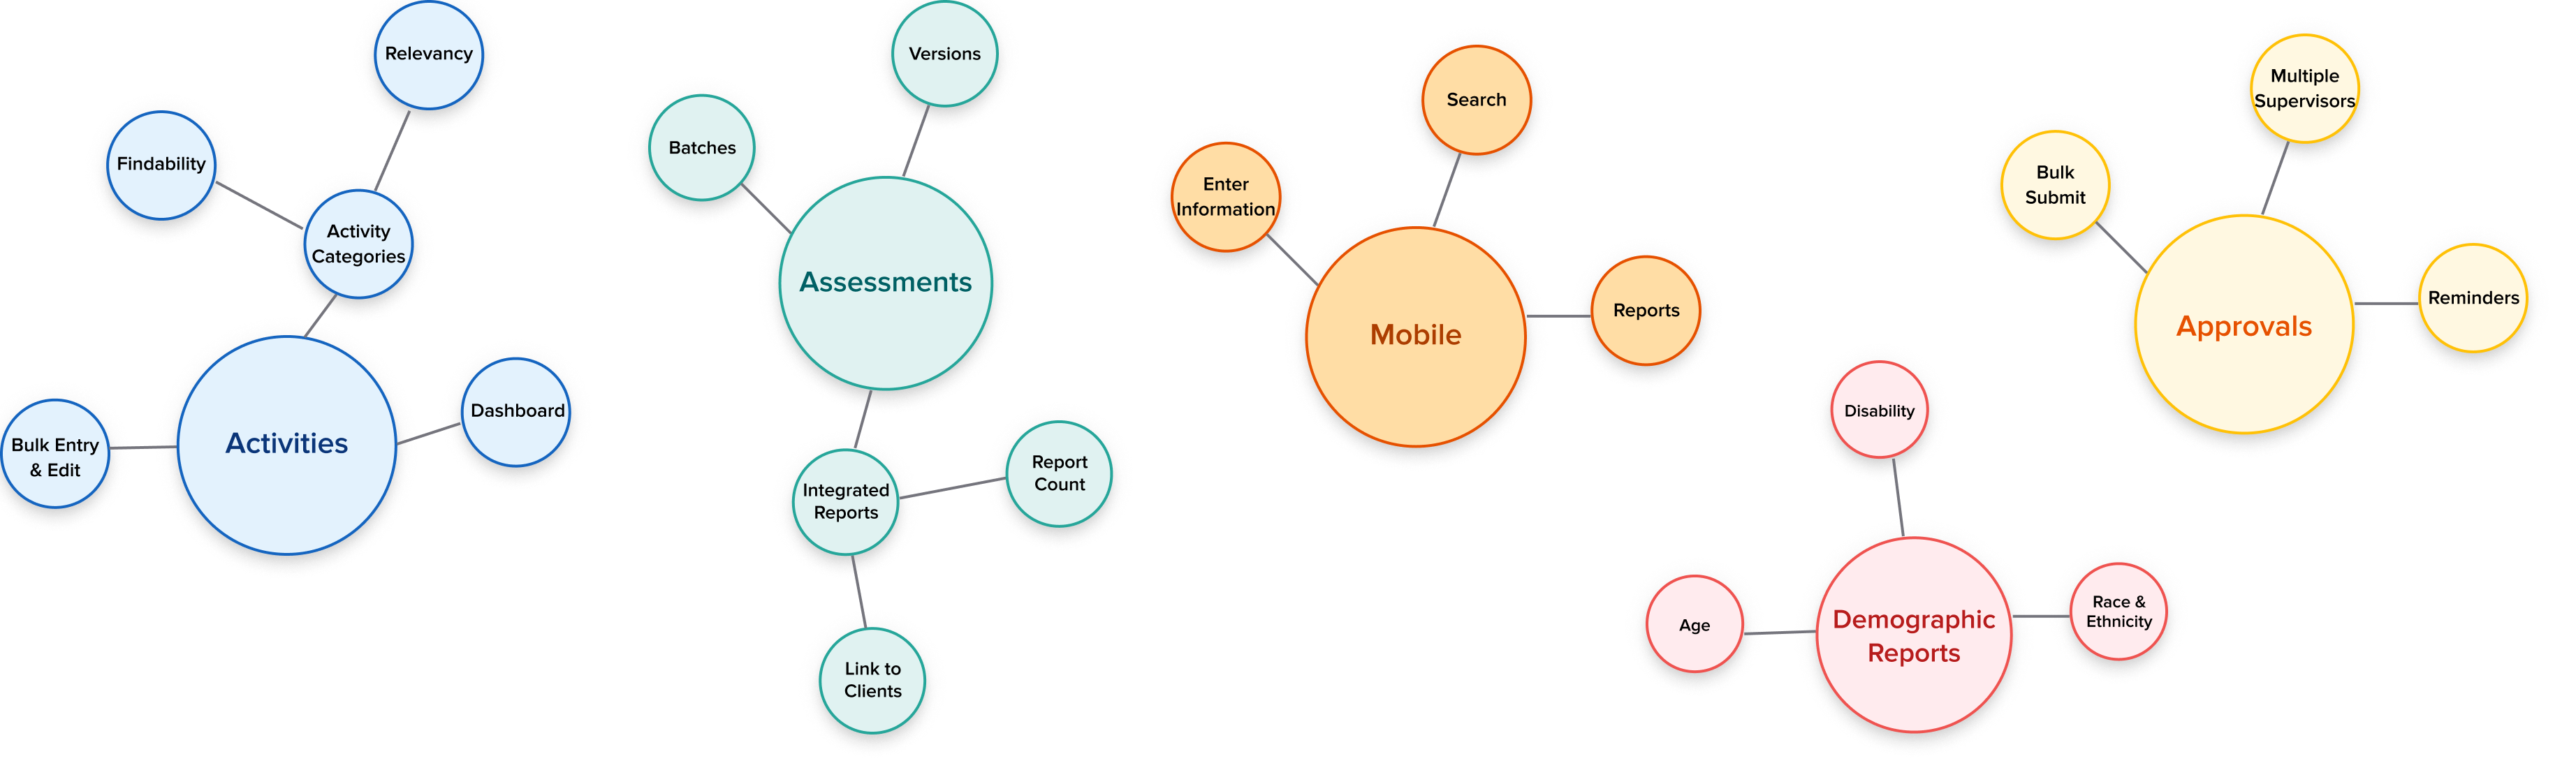 Relevancy
Findability
Activity
Categories
Activities
Bulk Entry
& Edit
Dashboard
Versions
Batches
Assessments
Integrated
Reports
Report
Count
Link to
Clients
Search
Enter
Information
Mobile
Reports
Multiple
Supervisors
Bulk
Submit
Approvals
Reminders
Disability
Age
Demographic
Reports
Race &
Ethnicity